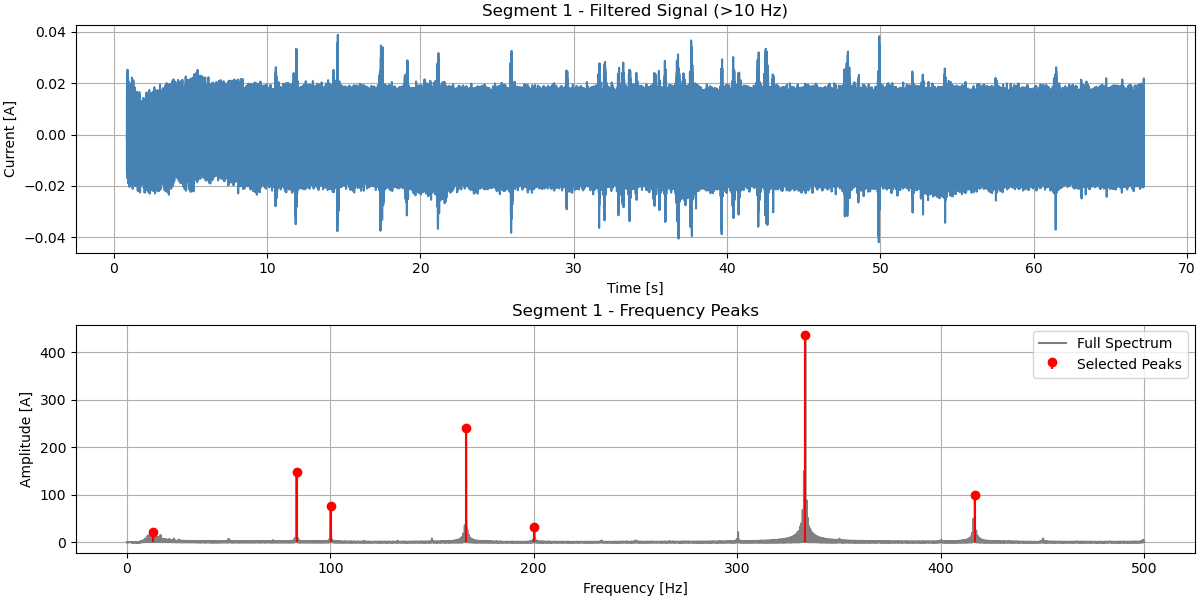 Segment 1 - Filtered Signal (>10 Hz)
0.04
0.02
0.00
−0.02
−0.04
Current [A]
0 10 20 30 40 50 60 70
Time [s]
Segment 1 - Frequency Peaks
400
300
200
100
0
Amplitude [A]
Full Spectrum
Selected Peaks
0 100 200 300 400 500
Frequency [Hz]